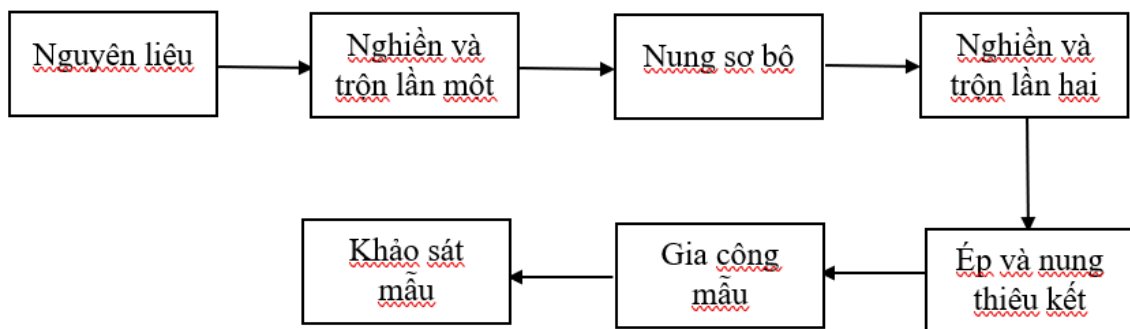 Nguyên liệu
Nghiền và
trộn lần một
Nung sơ bộ
Nghiền và
trộn lần hai
Ép và nung
thiêu kết
Gia công
mẫu
Khảo sát
mẫu